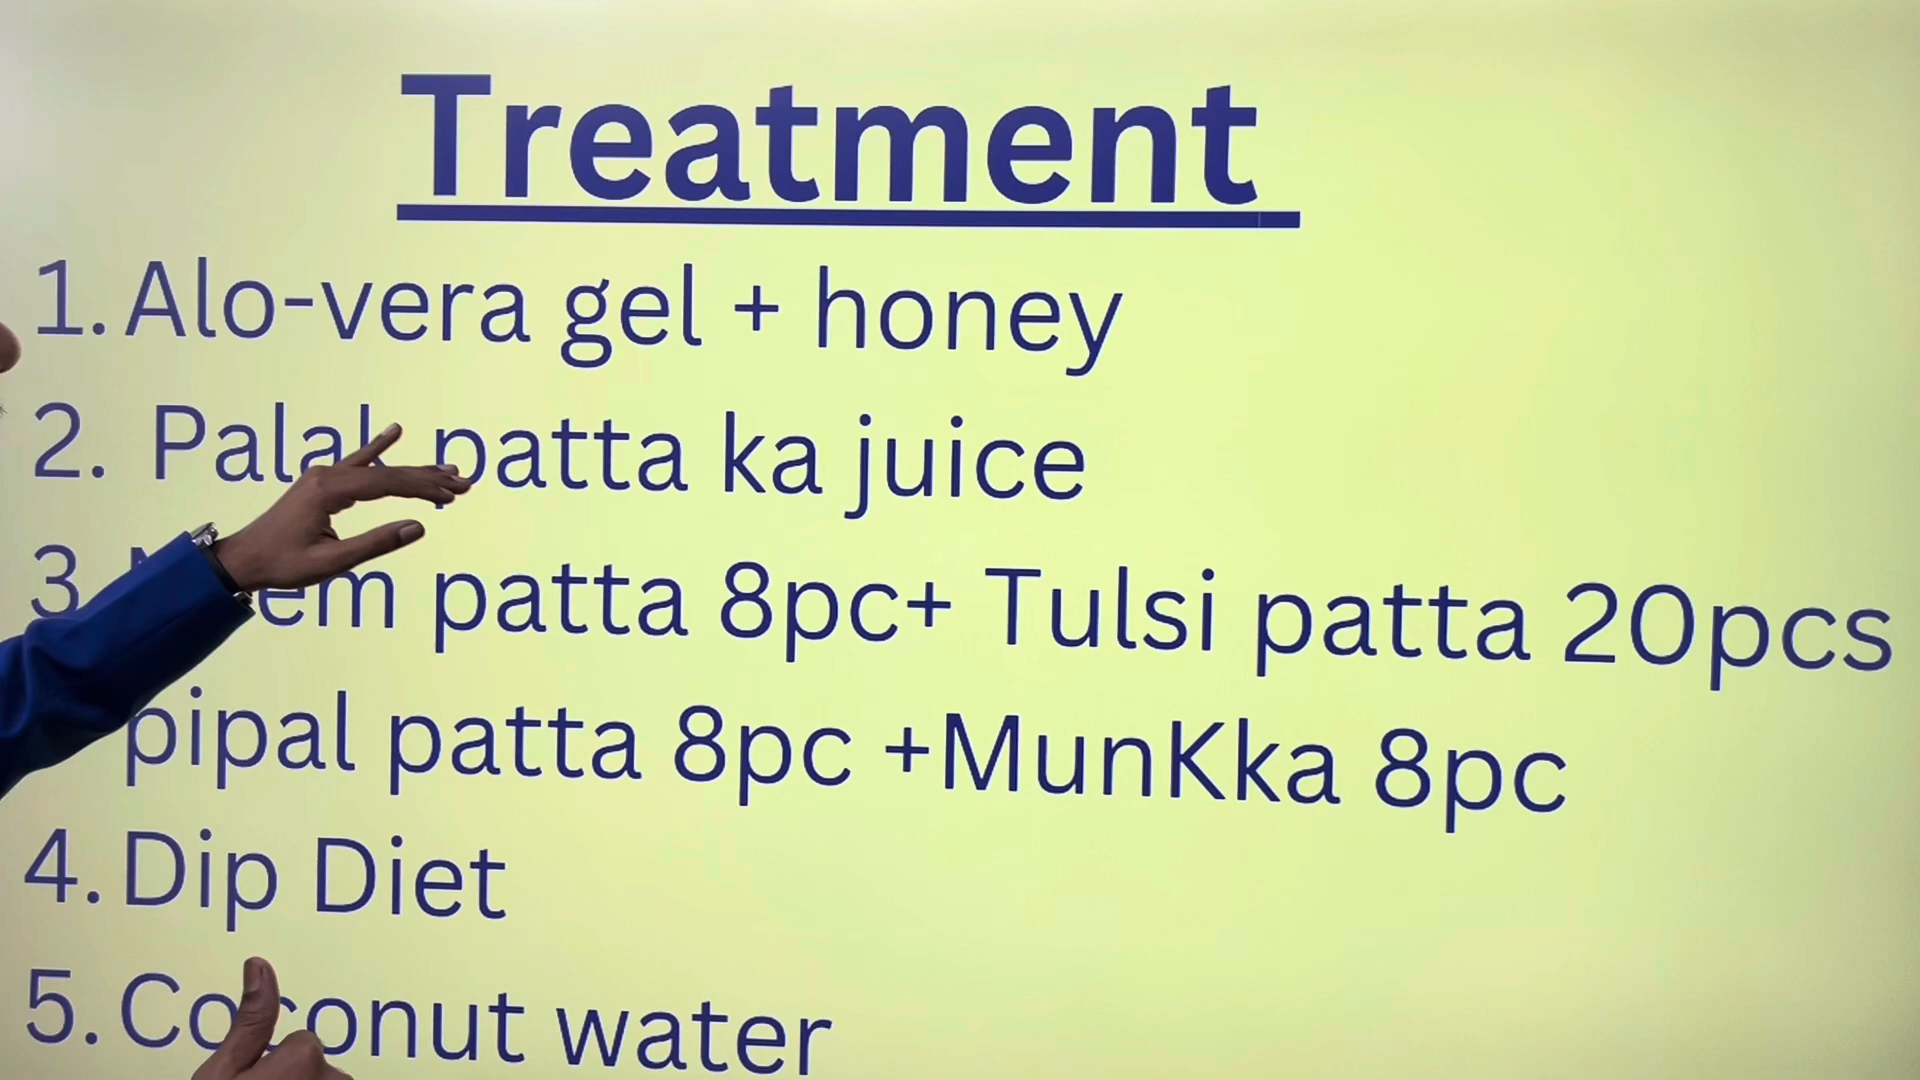 Treatment
1. Alo-vera gel + honey
2. Palak patta ka juice
3. patta 8pc+ Tulsi patta 20pcs
pipal patta 8pc +MunKka 8pc
4. Dip Diet
5. Coconut water